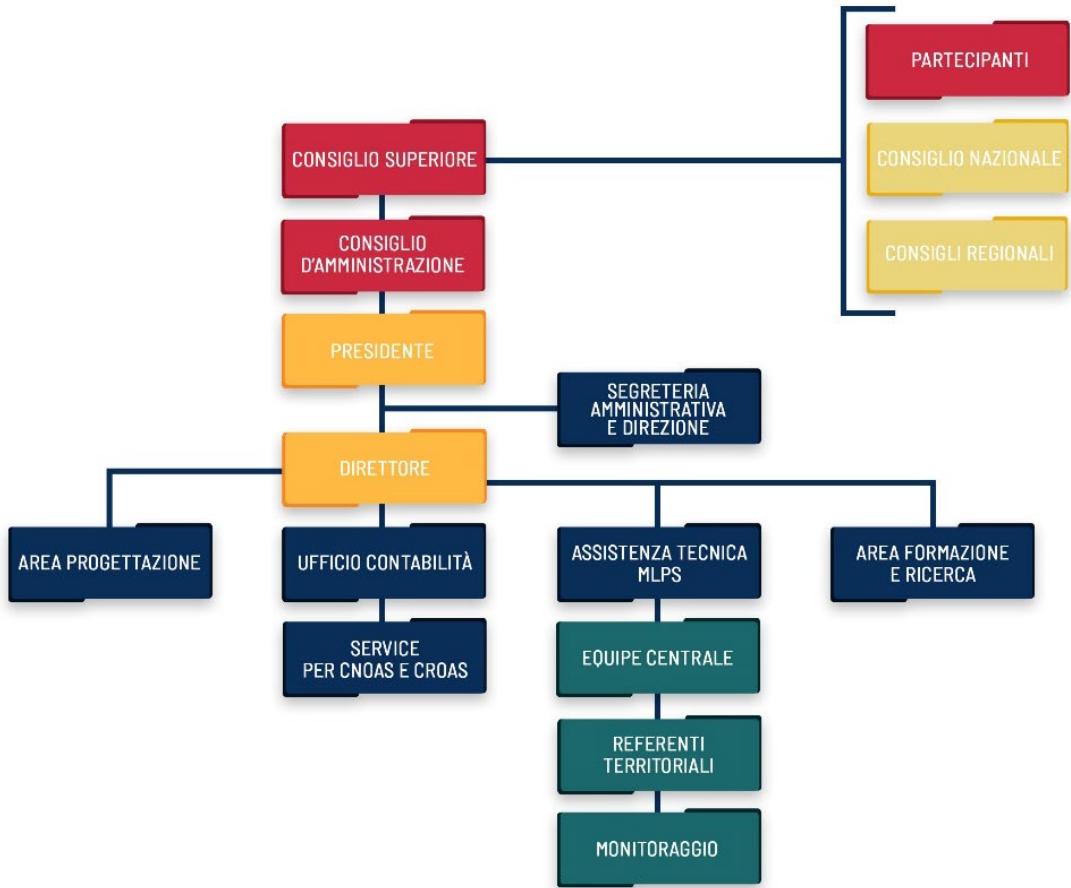 PARTECIPANTI
CONSIGLIO SUPERIORE
CONSIGLIO NAZIONALE
CONSIGLIO
D'AMMINISTRAZIONE
CONSIGLI REGIONALI
PRESIDENTE
SEGRETERIA
AMMINISTRATIVA
E DIREZIONE
DIRETTORE
AREA PROGETTAZIONE
UFFICIO CONTABILITÀ
ASSISTENZA TECNICA
MLPS
AREA FORMAZIONE
E RICERCA
SERVICE
PER CNOAS E CROAS
EQUIPE CENTRALE
REFERENTI
TERRITORIALI
MONITORAGGIO